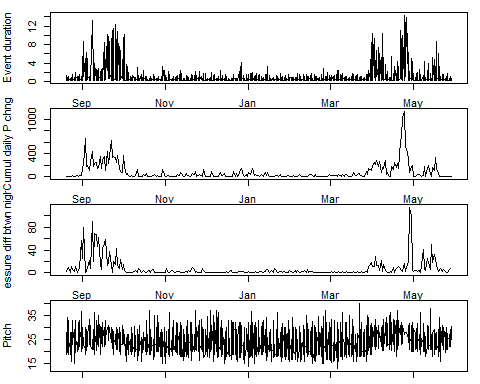 Event duration
0 4 8 12
Sep Nov Jan Mar May
Cumul daily P chng
0 400 1000
Sep Nov Jan Mar May
essure diff btwn nigh
0 40 80
Sep Nov Jan Mar May
Pitch
15 25 35